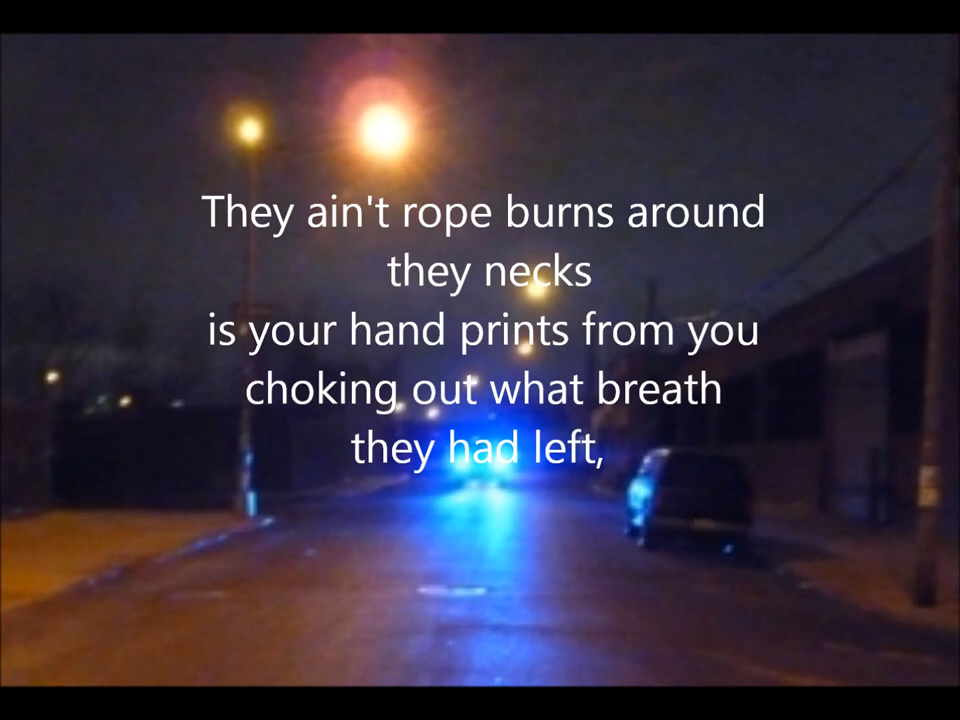 They ain't rope burns around
they necks
is your hand prints from you
choking out what breath
they had left,